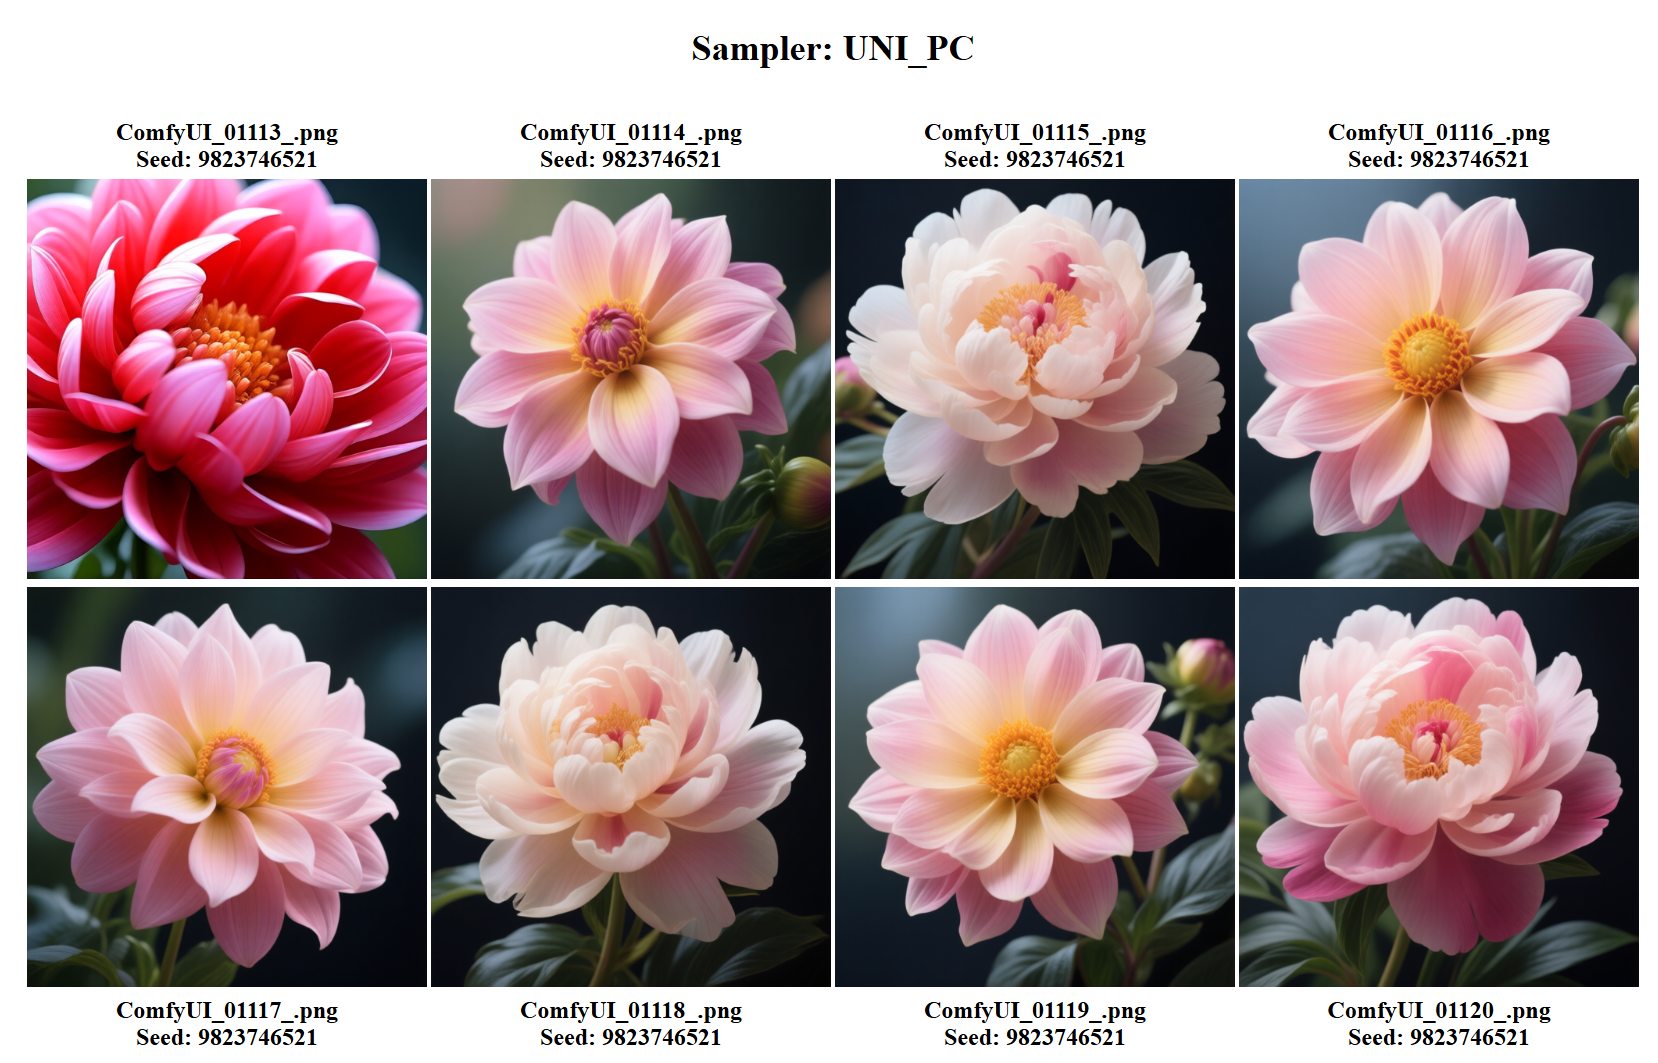 Sampler: UNI_PC
ComfyUI_01113_.png
Seed: 9823746521
ComfyUI_01114_.png
Seed: 9823746521
ComfyUI_01115_.png
Seed: 9823746521
ComfyUI_01116_.png
Seed: 9823746521
ComfyUI_01117_.png
Seed: 9823746521
ComfyUI_01118_.png
Seed: 9823746521
ComfyUI_01119_.png
Seed: 9823746521
ComfyUI_01120_.png
Seed: 9823746521